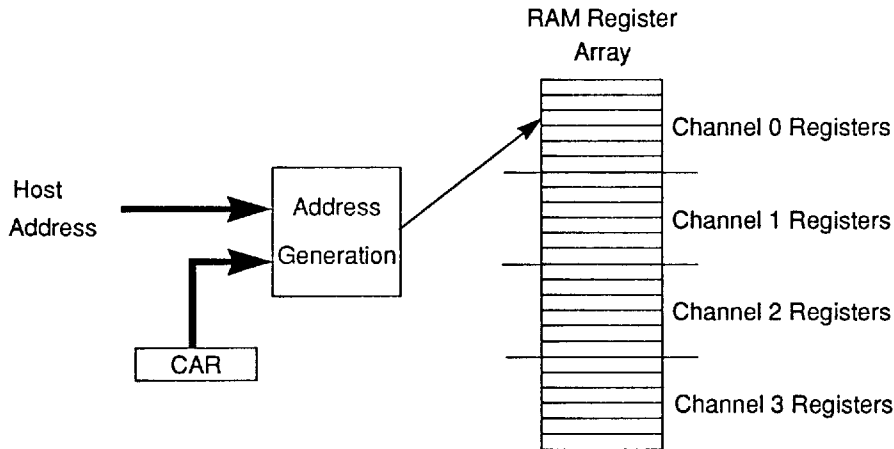 RAM Register
Array
Channel 0 Registers
Host
Address
Address
Generation
Channel 1 Registers
Channel 2 Registers
CAR
Channel 3 Registers